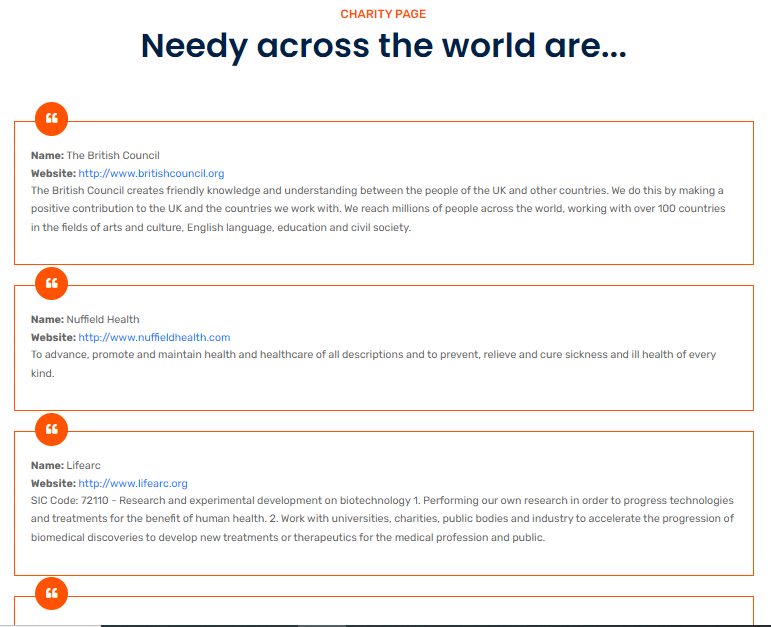 CHARITY PAGE
Needy across the world are...
Name: The British Council
Website: http://www.britishcouncil.org
The British Council creates friendly knowledge and understanding between the people of the UK and other countries. We do this by making a
positive contribution to the UK and the countries we work with. We reach millions of people across the world, working with over 100 countries
in the fields of arts and culture, English language, education and civil society.
Name: Nuffield Health
Website: http://www.nuffieldhealth.com
To advance, promote and maintain health and healthcare of all descriptions and to prevent, relieve and cure sickness and ill health of every
kind.
Name: Lifearc
Website: http://www.lifearc.org
SIC Code: 72110 - Research and experimental development on biotechnology 1. Performing our own research in order to progress technologies
and treatments for the benefit of human health. 2. Work with universities, charities, public bodies and industry to accelerate the progression of
biomedical discoveries to develop new treatments or therapeutics for the medical profession and public.